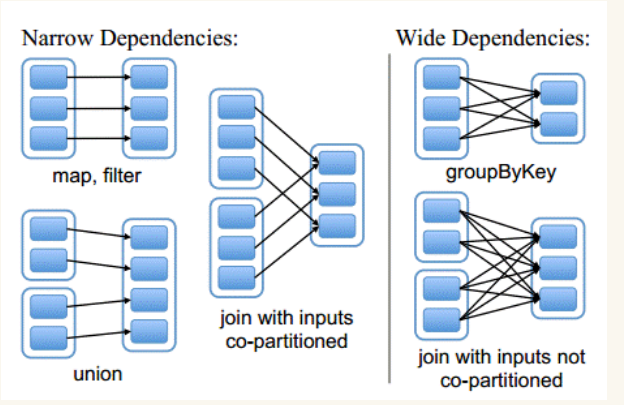 Narrow Dependencies:
map, filter
union
join with inputs
co-partitioned
Wide Dependencies:
groupByKey
join with inputs not
co-partitioned